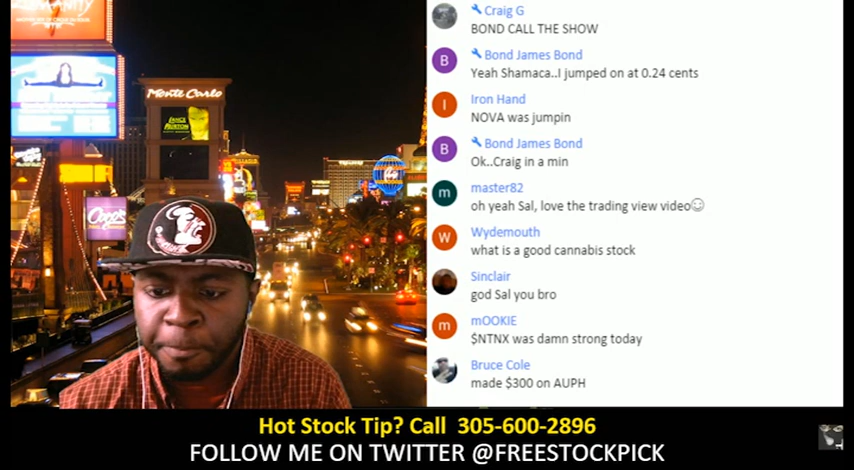 Monte Carlo
LANCE
BURTON
Craig G
BOND CALL THE SHOW
B
Bond James Bond
Yeah Shamaca..I jumped on at 0.24 cents
I
Iron Hand
NOVA was jumpin
B
Bond James Bond
Ok..Craig in a min
m
master82
oh yeah Sal, love the trading view video☺
W
Wydemouth
what is a good cannabis stock
Sinclair
god Sal you bro
m
mOOKIE
$NTNX was damn strong today
Bruce Cole
made $300 on AUPH
Hot Stock Tip? Call 305-600-2896
FOLLOW ME ON TWITTER @FREESTOCKPICK